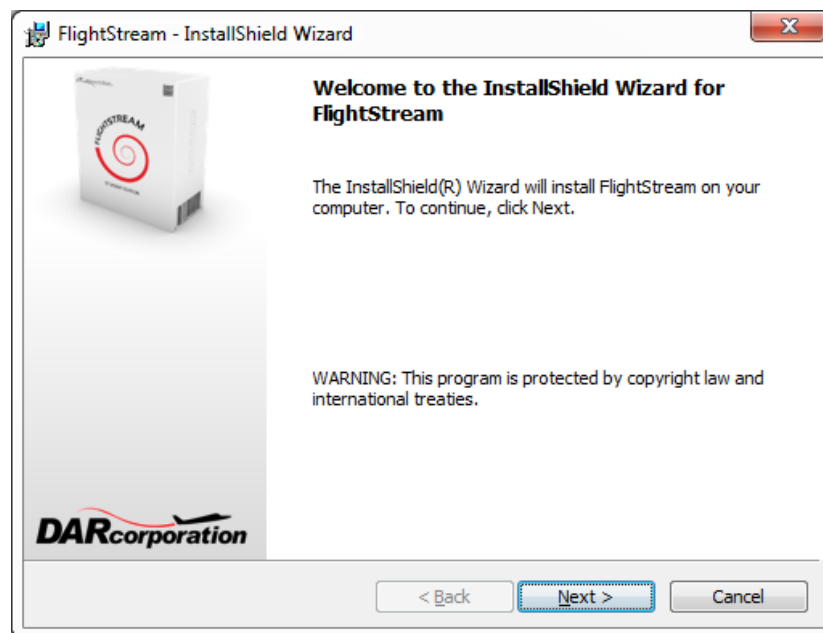 FlightStream - InstallShield Wizard
FLIGHTSTREAM
Welcome to the InstallShield Wizard for
FlightStream
The InstallShield(R) Wizard will install FlightStream on your
computer. To continue, click Next.
WARNING: This program is protected by copyright law and
international treaties.
DARcorporation
< Back
Next >
Cancel